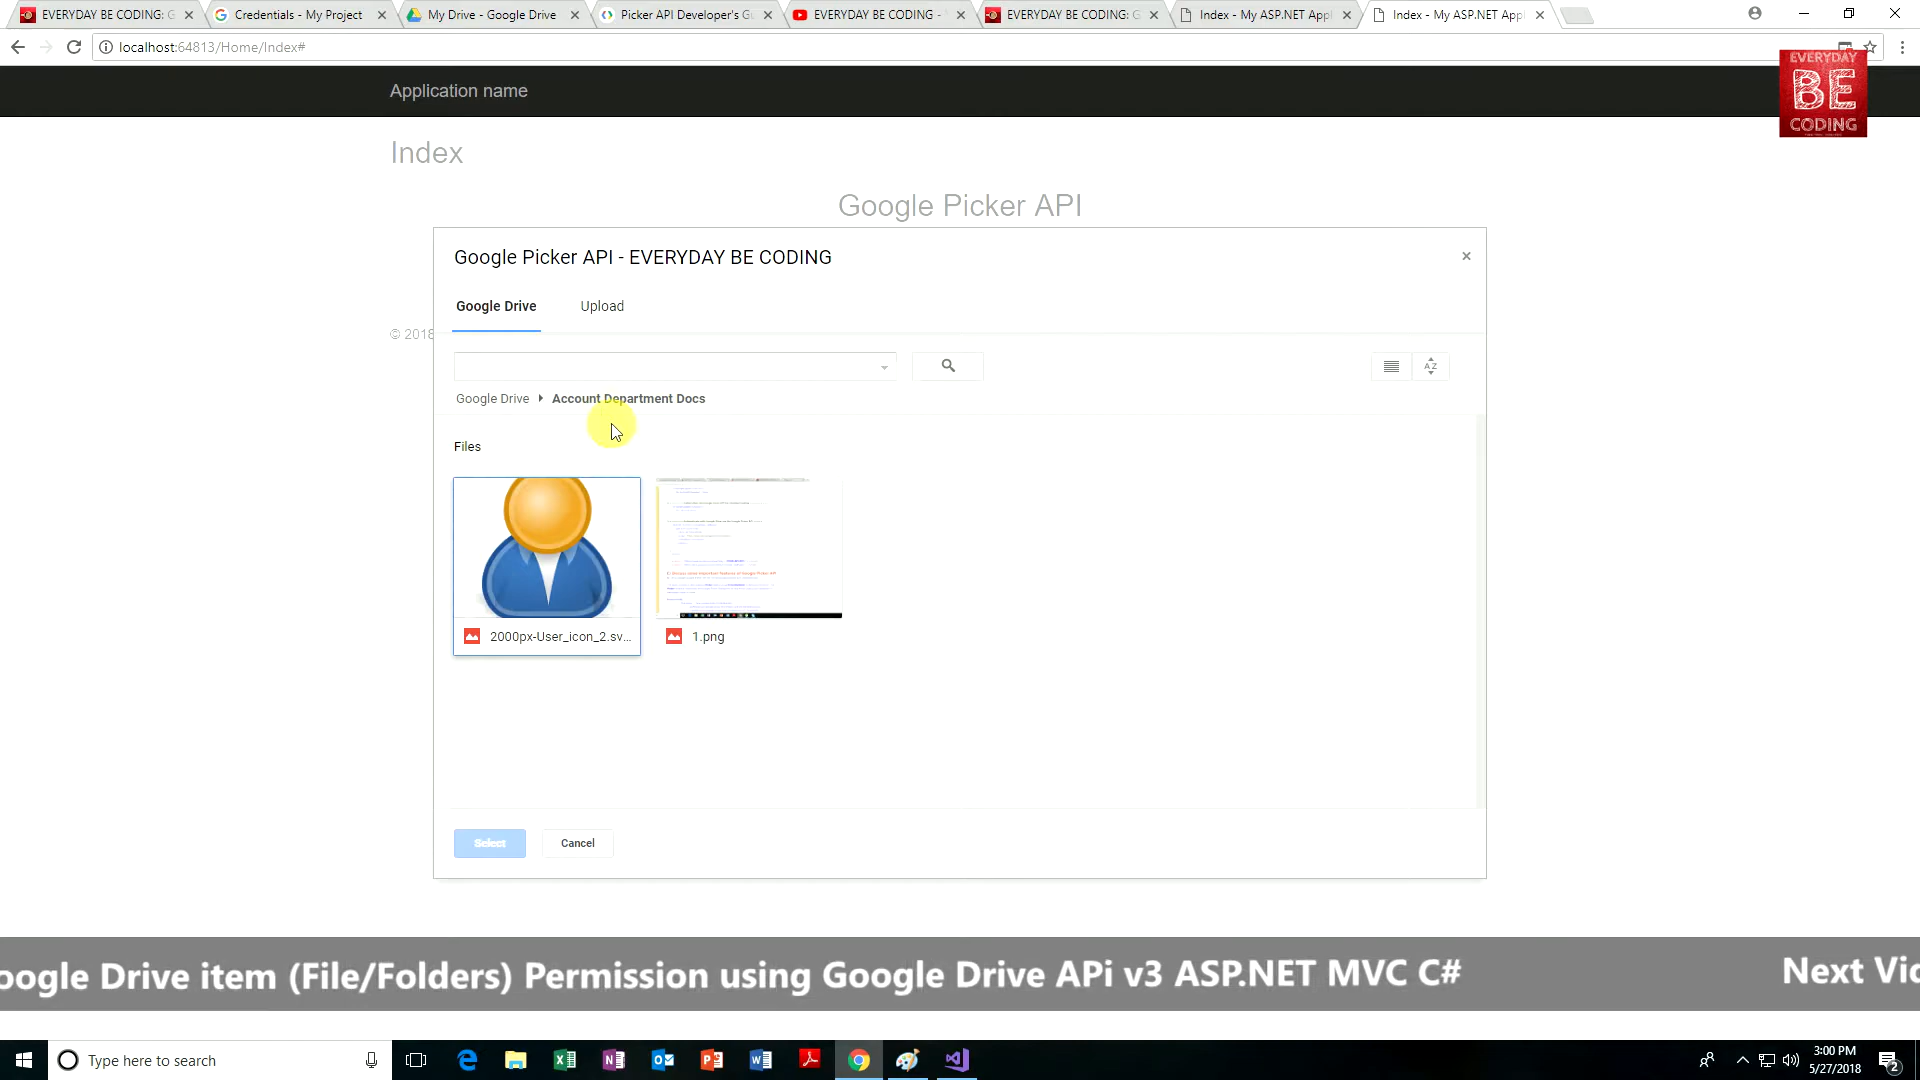 EVERYDAY BE CODING: G
Credentials - My Project
My Drive - Google Drive
Picker API Developer's Gu
EVERYDAY BE CODING -
EVERYDAY BE CODING: G
Index - My ASP.NET Appl
Index - My ASP.NET Appl
localhost:64813/Home/Index#
Application name
EVERYDAY
BE
CODING
Index
Google Picker API
Google Picker API - EVERYDAY BE CODING
Google Drive
Upload
© 2018
Google Drive
Account Department Docs
Files
2000px-User_icon_2.sv...
1.png
Select
Cancel
oogle Drive item (File/Folders) Permission using Google Drive APi v3 ASP.NET MVC C#
Next Vic
Type here to search
3:00 PM
5/27/2018
2